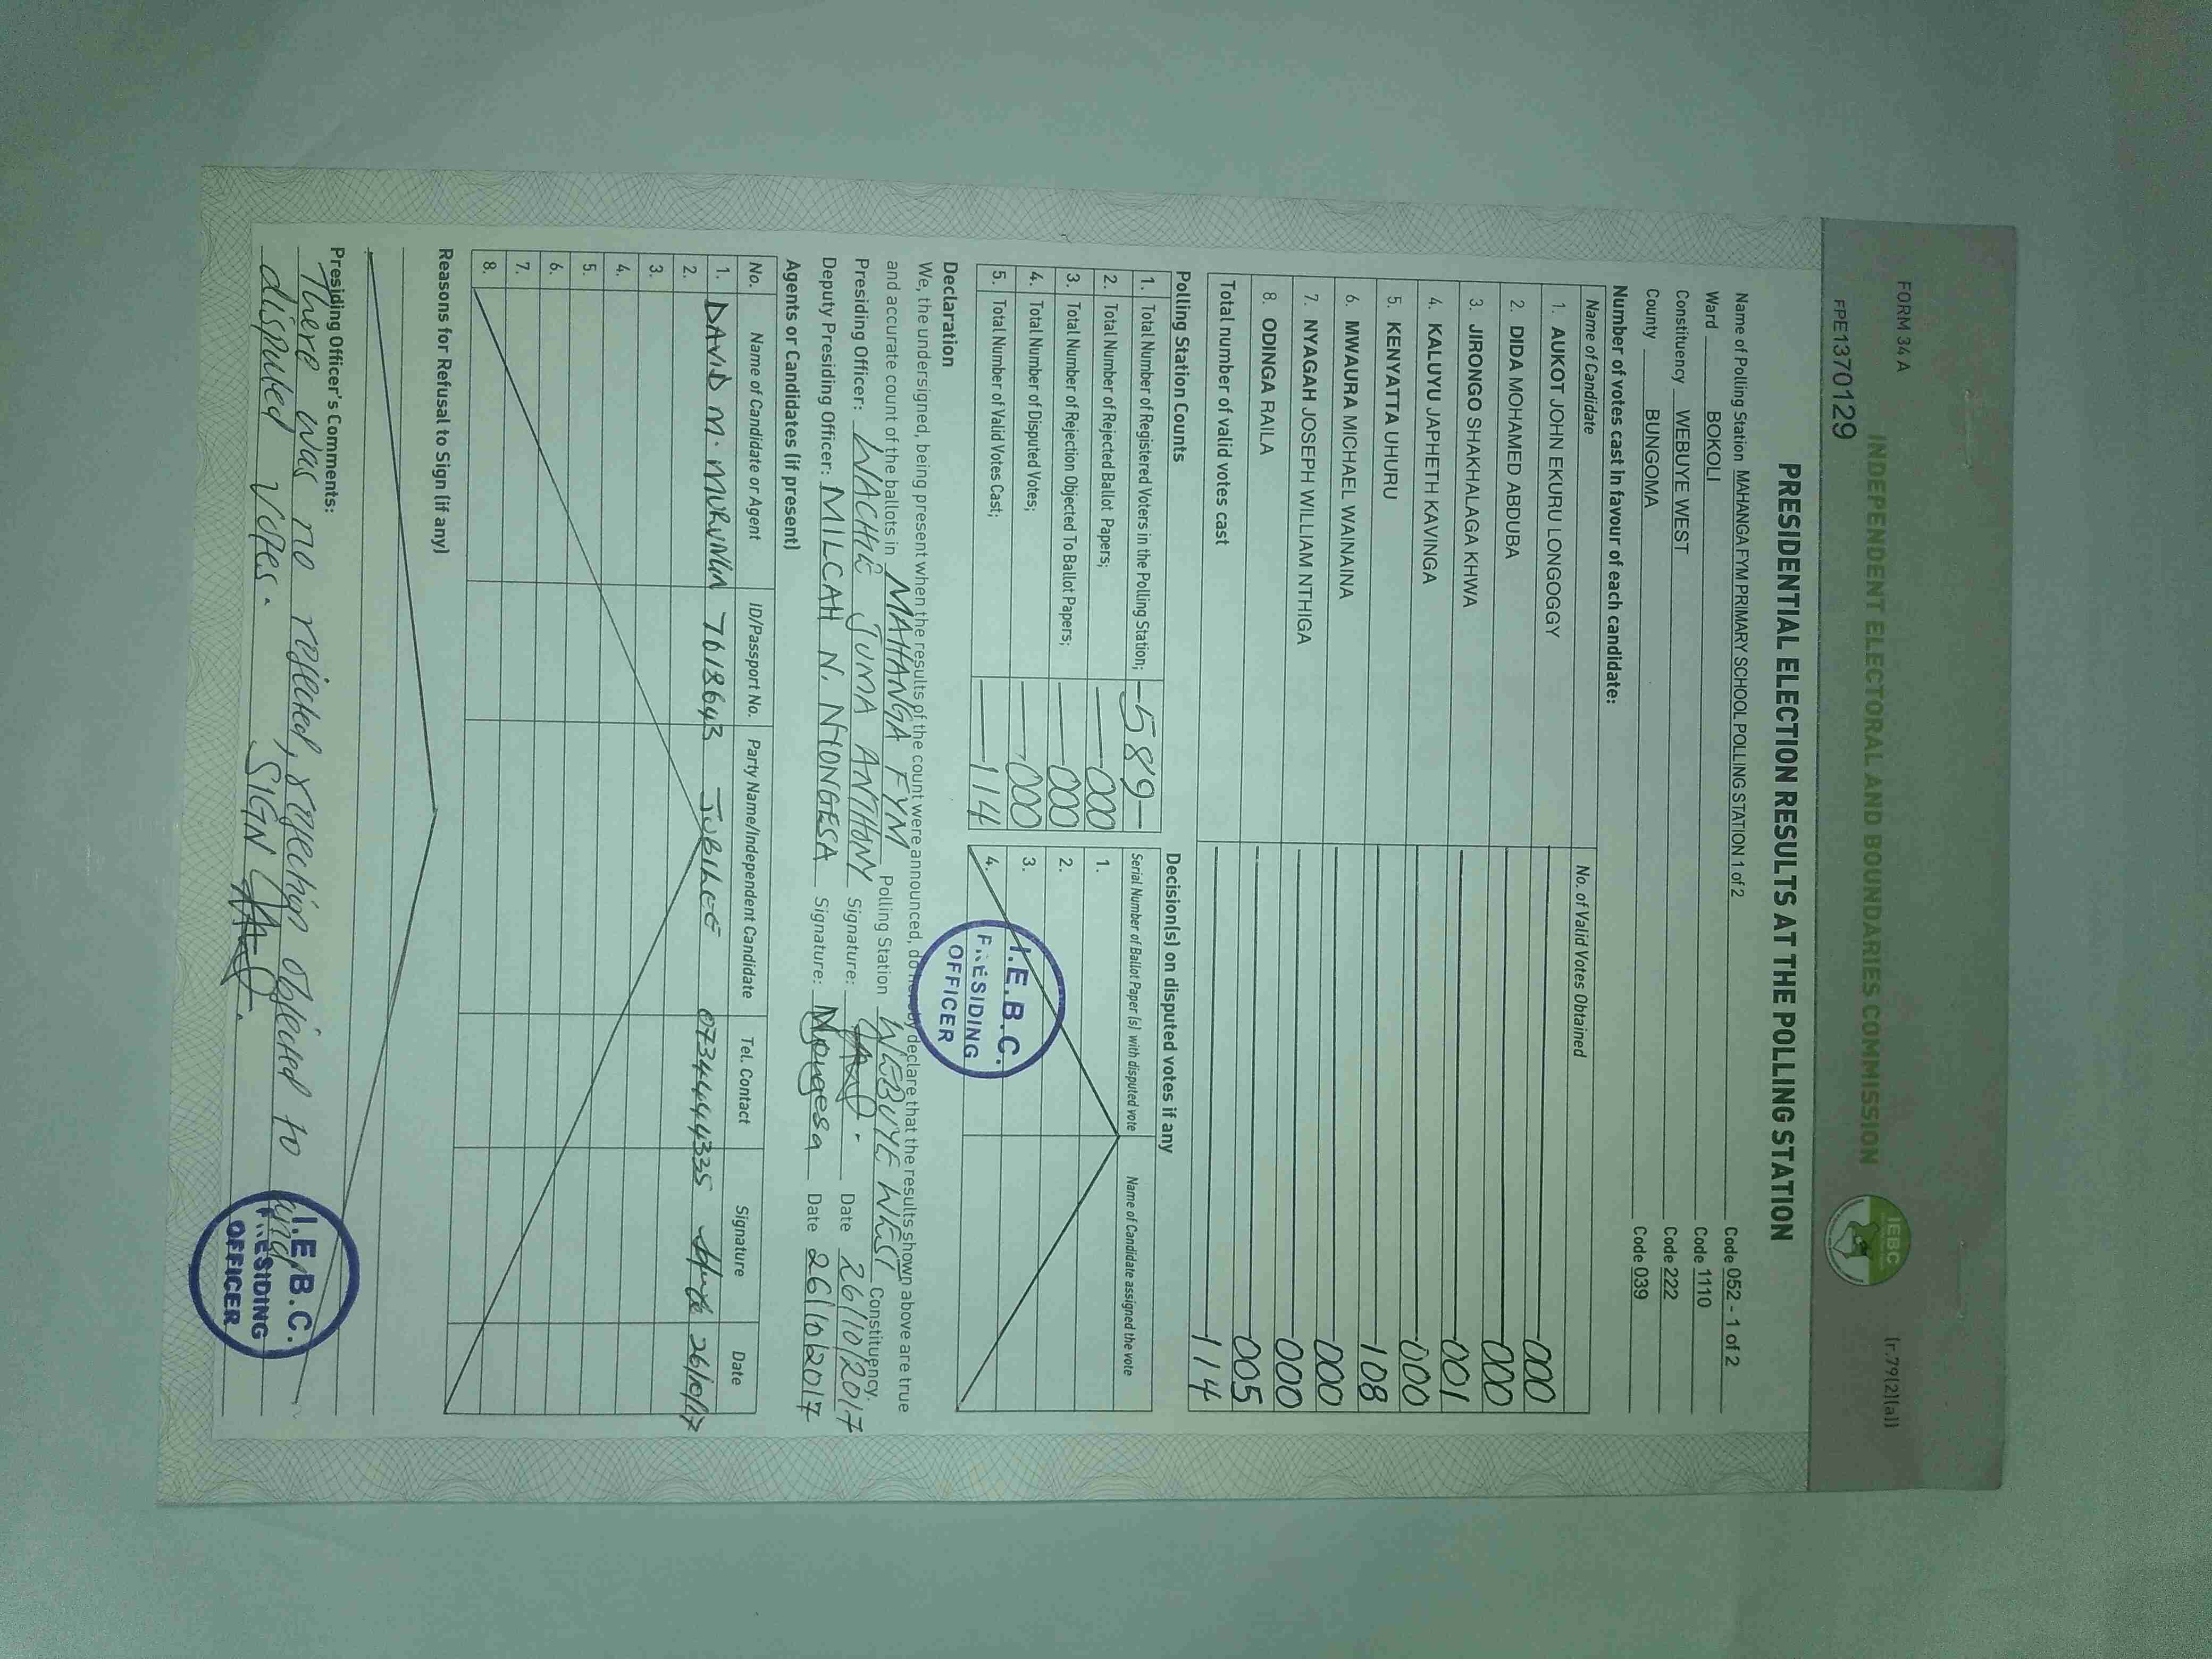 FORM 34 A
(r.79(2)(a))
INDEPENDENT ELECTORAL AND BOUNDARIES COMMISSION
IEBC
FPE1370129
PRESIDENTIAL ELECTION RESULTS AT THE POLLING STATION
Name of Polling Station MAHANGA FYM PRIMARY SCHOOL POLLING STATION 1 of 2 Code 052 - 1 of 2
Ward BOKOLI Code 1110
Constituency WEBUYE WEST Code 222
County BUNGOMA Code 039
Number of votes cast in favour of each candidate:
Name of Candidate No. of Valid Votes Obtained
1. AUKOT JOHN EKURU LONGOGGY 000
2. DIDA MOHAMED ABDUBA 000
3. JIRONGO SHAKHALAGA KHWA 001
4. KALUYU JAPHETH KAVINGA 000
5. KENYATTA UHURU 108
6. MWAURA MICHAEL WAINAINA 000
7. NYAGAH JOSEPH WILLIAM NTHIGA 000
8. ODINGA RAILA 005
Total number of valid votes cast 114
Polling Station Counts
1. Total Number of Registered Voters in the Polling Station; 589
2. Total Number of Rejected Ballot Papers; 000
3. Total Number of Rejection Objected To Ballot Papers; 000
4. Total Number of Disputed Votes; 000
5. Total Number of Valid Votes Cast; 114
Decision(s) on disputed votes if any
Serial Number of Ballot Paper (s) with disputed vote Name of Candidate assigned the vote
1.
2.
3.
4.
I.E.B.C.
PRESIDING
OFFICER
Declaration
We, the undersigned, being present when the results of the count were announced, do hereby declare that the results shown above are true
and accurate count of the ballots in MAHANGA FYM Polling Station WEBUYE WEST Constituency.
Presiding Officer: WACHIE JUMA ANTHONY Signature: Date 26/10/2017
Deputy Presiding Officer: MILCAH N. NYONGESA Signature: Nyongesa Date 26/10/2017
Agents or Candidates (if present)
No. Name of Candidate or Agent ID/Passport No. Party Name/Independent Candidate Tel. Contact Signature Date
1. DAVID M. 7618643 JUBILEE 0734444335 26/10/17
2.
3.
4.
5.
6.
7.
8.
Reasons for Refusal to Sign (if any)
Presiding Officer's Comments:
There was no rejected, rejection objected to and
disputed votes. SIGN
I.E.B.C.
PRESIDING
OFFICER